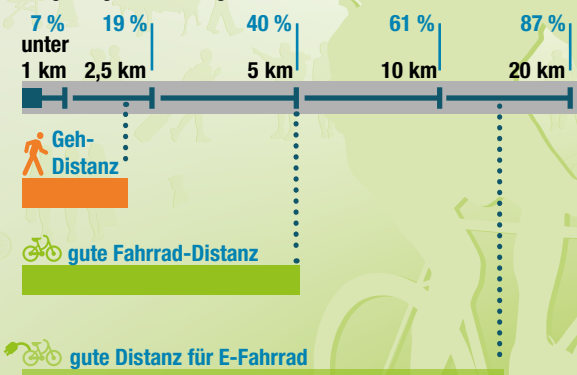 7 % 19 % 40 % 61 % 87 %
unter
1 km 2,5 km 5 km 10 km 20 km
Geh-
Distanz
gute Fahrrad-Distanz
gute Distanz für E-Fahrrad